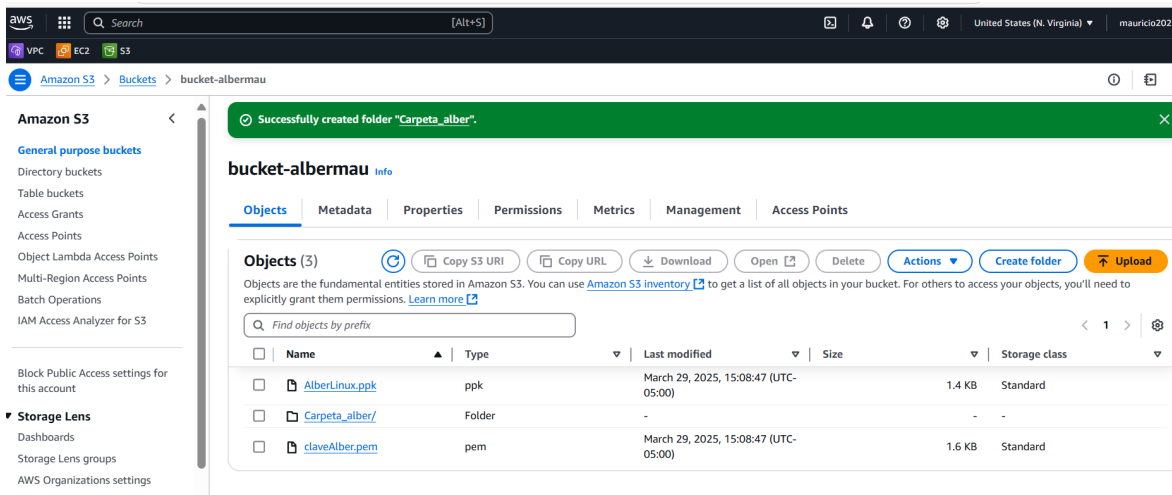 aws
Search [Alt+S]
United States (N. Virginia) ▼ mauricio202
VPC EC2 S3
Amazon S3 > Buckets > bucket-albermau
Amazon S3
General purpose buckets
Directory buckets
Table buckets
Access Grants
Access Points
Object Lambda Access Points
Multi-Region Access Points
Batch Operations
IAM Access Analyzer for S3
Block Public Access settings for
this account
Storage Lens
Dashboards
Storage Lens groups
AWS Organizations settings
Successfully created folder "Carpeta_alber".
bucket-albermau Info
Objects Metadata Properties Permissions Metrics Management Access Points
Objects (3) Copy S3 URI Copy URL Download Open Delete Actions ▼ Create folder Upload
Objects are the fundamental entities stored in Amazon S3. You can use Amazon S3 inventory to get a list of all objects in your bucket. For others to access your objects, you'll need to
explicitly grant them permissions. Learn more
Find objects by prefix
< 1 >
Name Type Last modified Size Storage class
AlberLinux.ppk ppk March 29, 2025, 15:08:47 (UTC-
05:00) 1.4 KB Standard
Carpeta_alber/ Folder - - -
claveAlber.pem pem March 29, 2025, 15:08:47 (UTC-
05:00) 1.6 KB Standard